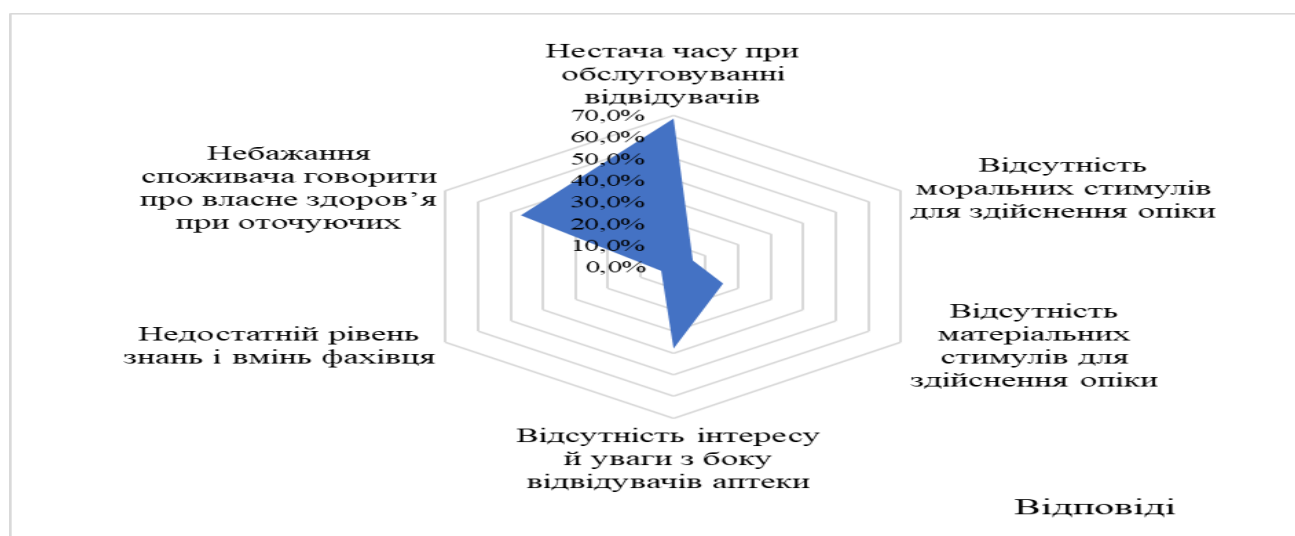 Нестача часу при
обслуговуванні
відвідувачів
70,0%
60,0%
50,0%
40,0%
30,0%
20,0%
10,0%
0,0%
Відсутність
моральних стимулів
для здійснення опіки
Відсутність
матеріальних
стимулів для
здійснення опіки
Відсутність інтересу
й уваги з боку
відвідувачів аптеки
Недостатній рівень
знань і вмінь фахівця
Небажання
споживача говорити
про власне здоров’я
при оточуючих
Відповіді